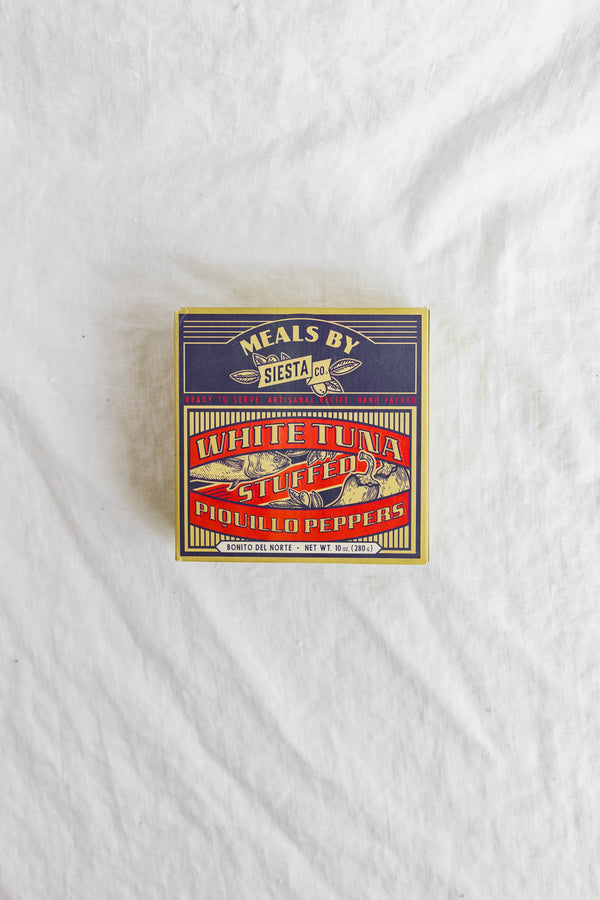 MEALS BY
SIESTA CO.
READY TO SERVE. ARTISANAL RECIPE. HAND PACKED
WHITE TUNA
STUFFED
PIQUILLO PEPPERS
BONITO DEL NORTE • NET WT. 10 oz. (280 g)